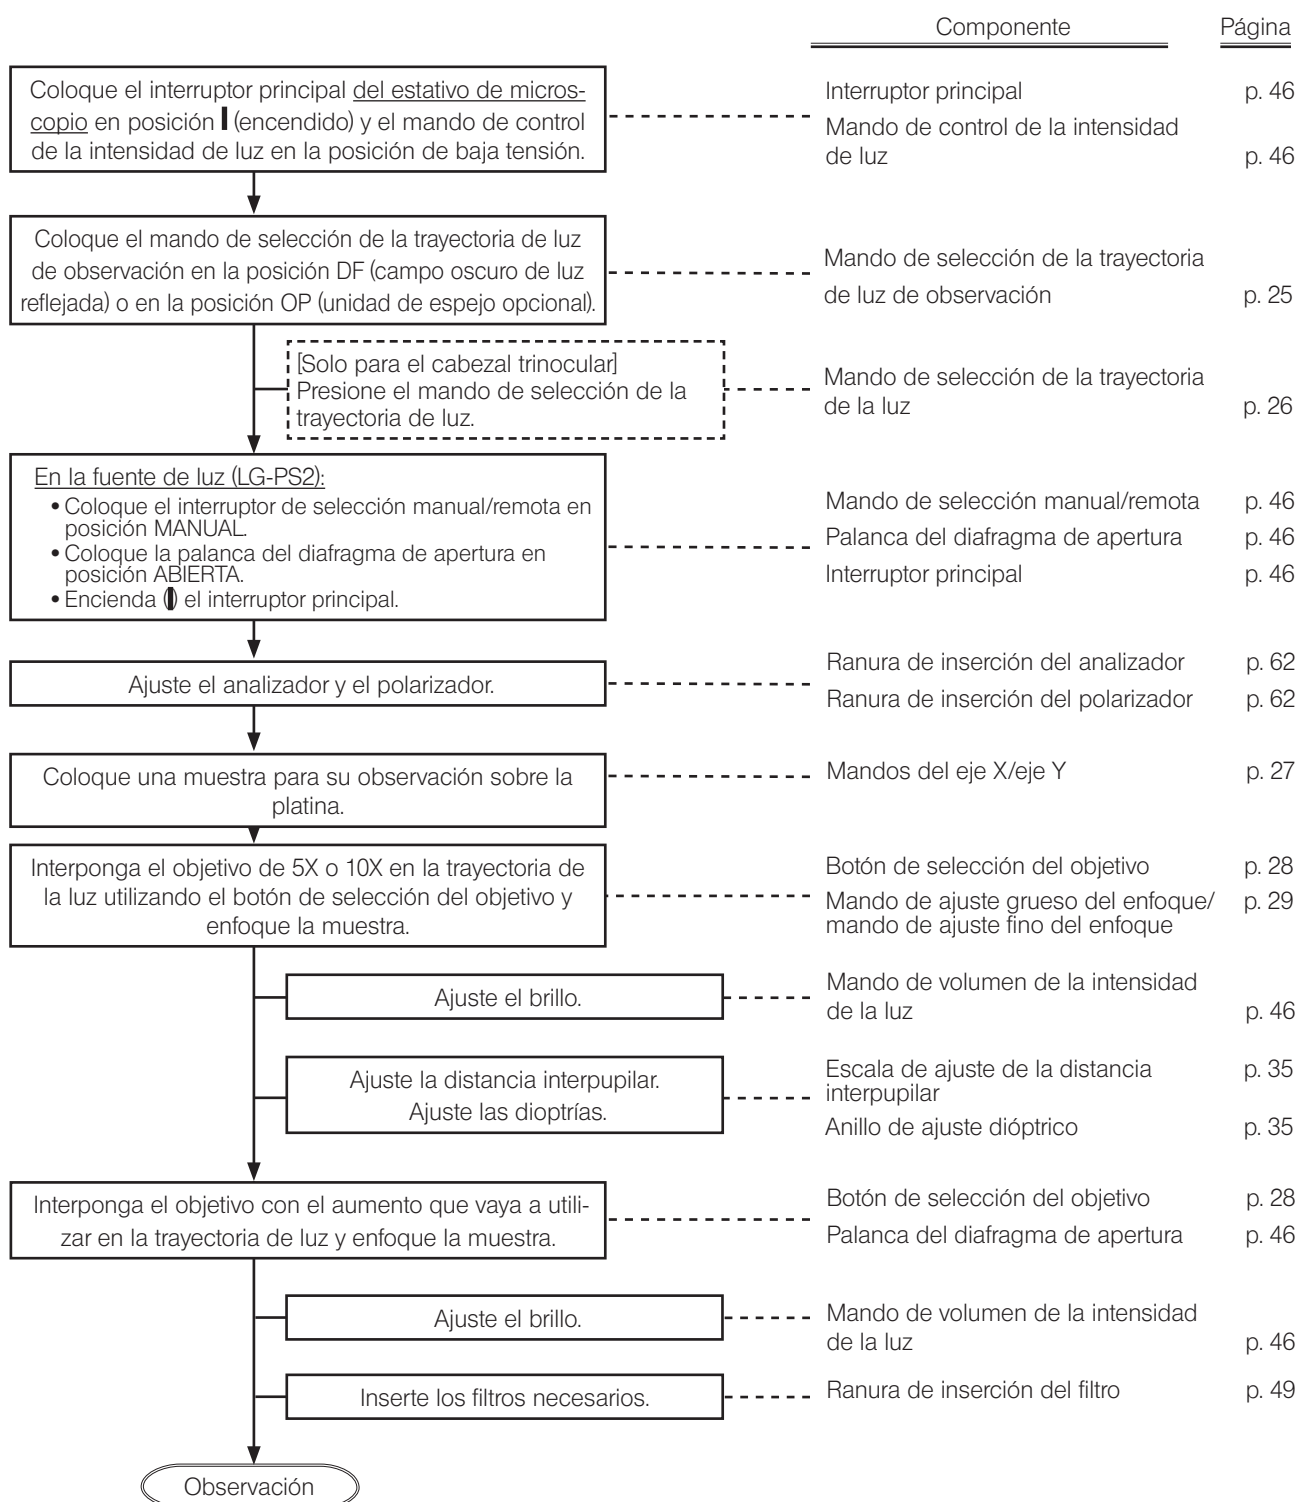 Componente Página
Coloque el interruptor principal del estativo de micros-
copio en posición I (encendido) y el mando de control
de la intensidad de luz en la posición de baja tensión.
Interruptor principal p. 46
Mando de control de la intensidad
de luz p. 46
Coloque el mando de selección de la trayectoria de luz
de observación en la posición DF (campo oscuro de luz
reflejada) o en la posición OP (unidad de espejo opcional).
Mando de selección de la trayectoria
de luz de observación p. 25
[Solo para el cabezal trinocular]
Presione el mando de selección de la
trayectoria de luz.
Mando de selección de la trayectoria
de la luz p. 26
En la fuente de luz (LG-PS2):
• Coloque el interruptor de selección manual/remota en
posición MANUAL.
• Coloque la palanca del diafragma de apertura en
posición ABIERTA.
• Encienda (I) el interruptor principal.
Mando de selección manual/remota p. 46
Palanca del diafragma de apertura p. 46
Interruptor principal p. 46
Ajuste el analizador y el polarizador.
Ranura de inserción del analizador p. 62
Ranura de inserción del polarizador p. 62
Coloque una muestra para su observación sobre la
platina.
Mandos del eje X/eje Y p. 27
Interponga el objetivo de 5X o 10X en la trayectoria de
la luz utilizando el botón de selección del objetivo y
enfoque la muestra.
Botón de selección del objetivo p. 28
Mando de ajuste grueso del enfoque/ p. 29
mando de ajuste fino del enfoque
Ajuste el brillo.
Mando de volumen de la intensidad
de la luz p. 46
Ajuste la distancia interpupilar.
Ajuste las dioptrías.
Escala de ajuste de la distancia p. 35
interpupilar
Anillo de ajuste dióptrico p. 35
Interponga el objetivo con el aumento que vaya a utili-
zar en la trayectoria de luz y enfoque la muestra.
Botón de selección del objetivo p. 28
Palanca del diafragma de apertura p. 46
Ajuste el brillo.
Mando de volumen de la intensidad
de la luz p. 46
Inserte los filtros necesarios.
Ranura de inserción del filtro p. 49
Observación